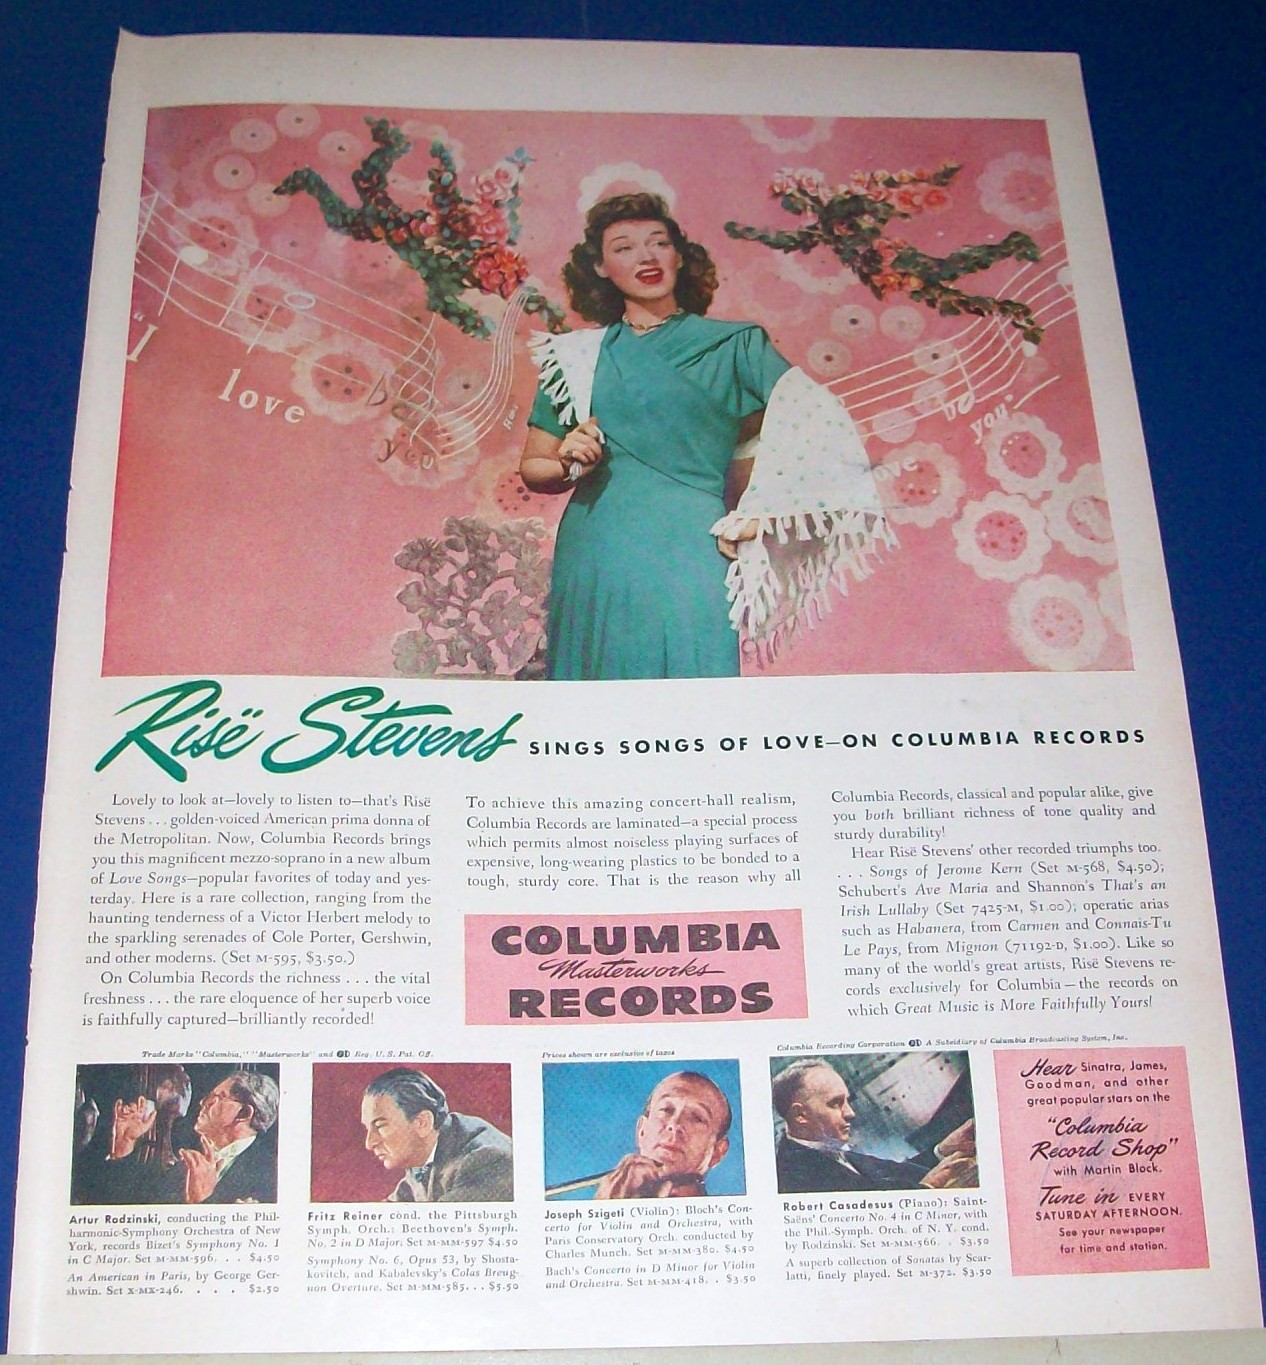 "I
love
you
love
you"
Risë Stevens SINGS SONGS OF LOVE—ON COLUMBIA RECORDS
Lovely to look at—lovely to listen to—that's Risë
Stevens . . . golden-voiced American prima donna of
the Metropolitan. Now, Columbia Records brings
you this magnificent mezzo-soprano in a new album
of Love Songs—popular favorites of today and yes-
terday. Here is a rare collection, ranging from the
haunting tenderness of a Victor Herbert melody to
the sparkling serenades of Cole Porter, Gershwin,
and other moderns. (Set M-595, $3.50.)
On Columbia Records the richness . . . the vital
freshness . . . the rare eloquence of her superb voice
is faithfully captured—brilliantly recorded!
To achieve this amazing concert-hall realism,
Columbia Records are laminated—a special process
which permits almost noiseless playing surfaces of
expensive, long-wearing plastics to be bonded to a
tough, sturdy core. That is the reason why all
COLUMBIA
Masterworks
RECORDS
Columbia Records, classical and popular alike, give
you both brilliant richness of tone quality and
sturdy durability!
Hear Risë Stevens' other recorded triumphs too.
. . . Songs of Jerome Kern (Set M-568, $4.50);
Schubert's Ave Maria and Shannon's That's an
Irish Lullaby (Set 7425-M, $1.00); operatic arias
such as Habanera, from Carmen and Connais-Tu
Le Pays, from Mignon (71192-D, $1.00). Like so
many of the world's great artists, Risë Stevens re-
cords exclusively for Columbia—the records on
which Great Music is More Faithfully Yours!
Trade Marks "Columbia," "Masterworks" and Reg. U. S. Pat. Off.
Prices shown are exclusive of taxes
Columbia Recording Corporation A Subsidiary of Columbia Broadcasting System, Inc.
Artur Rodzinski, conducting the Phil-
harmonic-Symphony Orchestra of New
York, records Bizet's Symphony No. 1
in C Major. Set M-MM-596. . . $4.50
An American in Paris, by George Ger-
shwin. Set X-MX-246. . . . . $2.50
Fritz Reiner cond. the Pittsburgh
Symph. Orch.: Beethoven's Symph.
No. 2 in D Major. Set M-MM-597 $4.50
Symphony No. 6, Opus 53, by Shosta-
kovitch, and Kabalevsky's Colas Breug-
non Overture. Set M-MM-585. . . $5.50
Joseph Szigeti (Violin): Bloch's Con-
certo for Violin and Orchestra, with
Paris Conservatory Orch. conducted by
Charles Munch. Set M-MM-380. $4.50
Bach's Concerto in D Minor for Violin
and Orchestra. Set M-MM-418. . $3.50
Robert Casadesus (Piano): Saint-
Saëns' Concerto No. 4 in C Minor, with
the Phil.-Symph. Orch. of N. Y. cond.
by Rodzinski. Set M-MM-566. . $3.50
A superb collection of Sonatas by Scar-
latti, finely played. Set M-372. $3.50
Hear Sinatra, James,
Goodman, and other
great popular stars on the
"Columbia
Record Shop"
with Martin Block.
Tune in EVERY
SATURDAY AFTERNOON.
See your newspaper
for time and station.